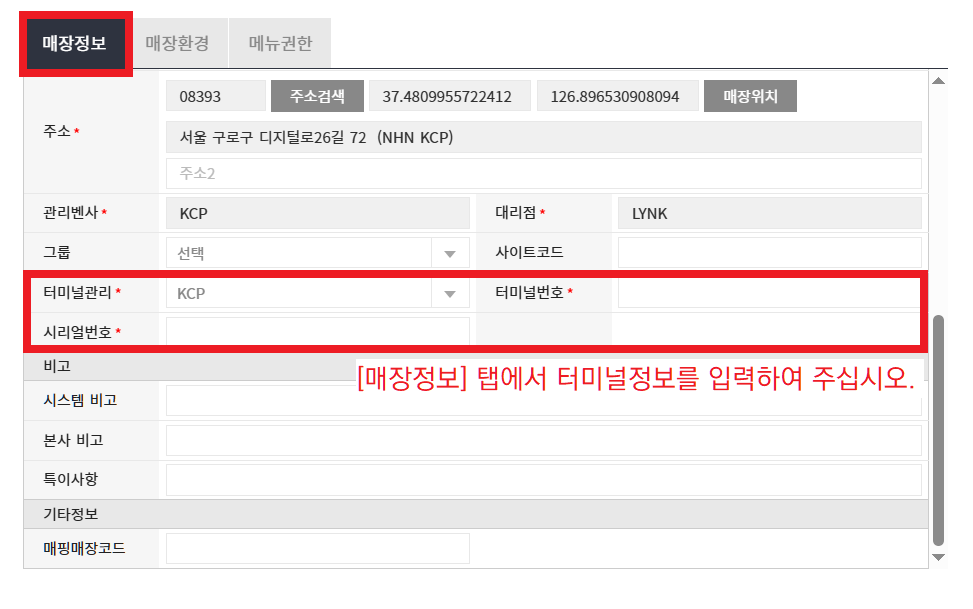 매장정보 매장환경 메뉴권한
주소 * 08393 주소검색 37.4809955722412 126.896530908094 매장위치
서울 구로구 디지털로26길 72 (NHN KCP)
주소2
관리벤사 * KCP 대리점 * LYNK
그룹 선택 사이트코드
터미널관리 * KCP 터미널번호 *
시리얼번호 *
비고
[매장정보] 탭에서 터미널정보를 입력하여 주십시오.
시스템 비고
본사 비고
특이사항
기타정보
매핑매장코드